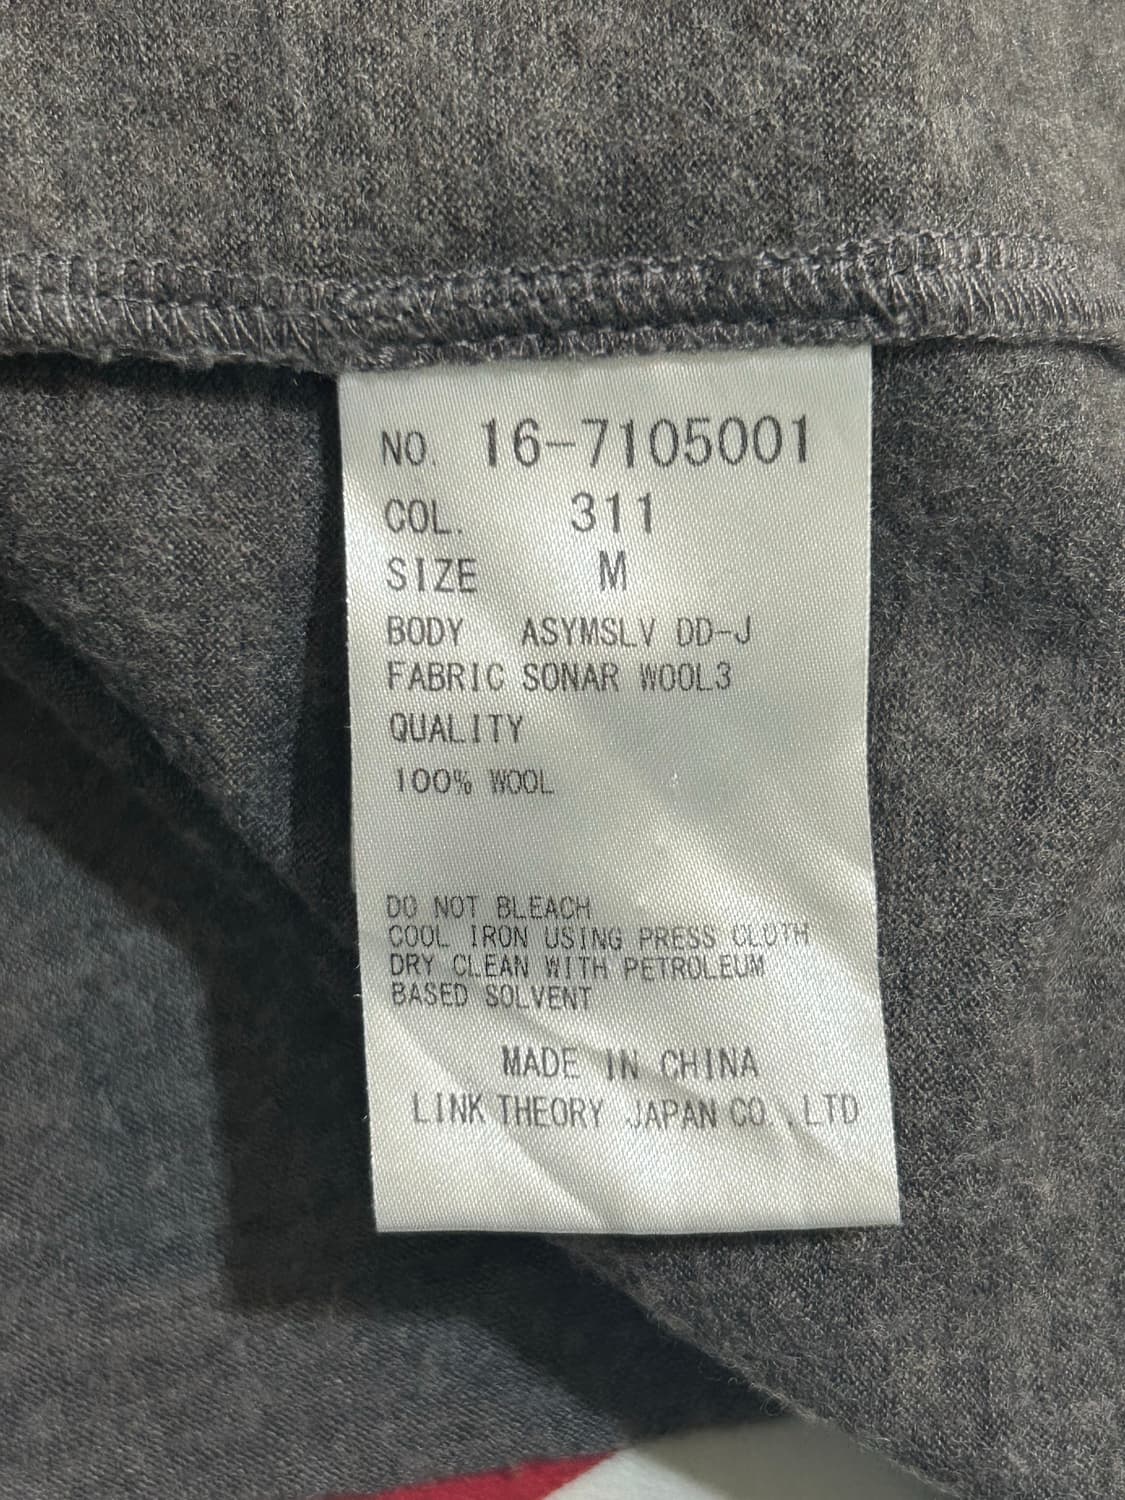 NO. 16-7105001
COL. 311
SIZE M
BODY ASYMSLV DD-J
FABRIC SONAR WOOL3
QUALITY
100% WOOL
DO NOT BLEACH
COOL IRON USING PRESS CLOTH
DRY CLEAN WITH PETROLEUM
BASED SOLVENT
MADE IN CHINA
LINK THEORY JAPAN CO.,LTD